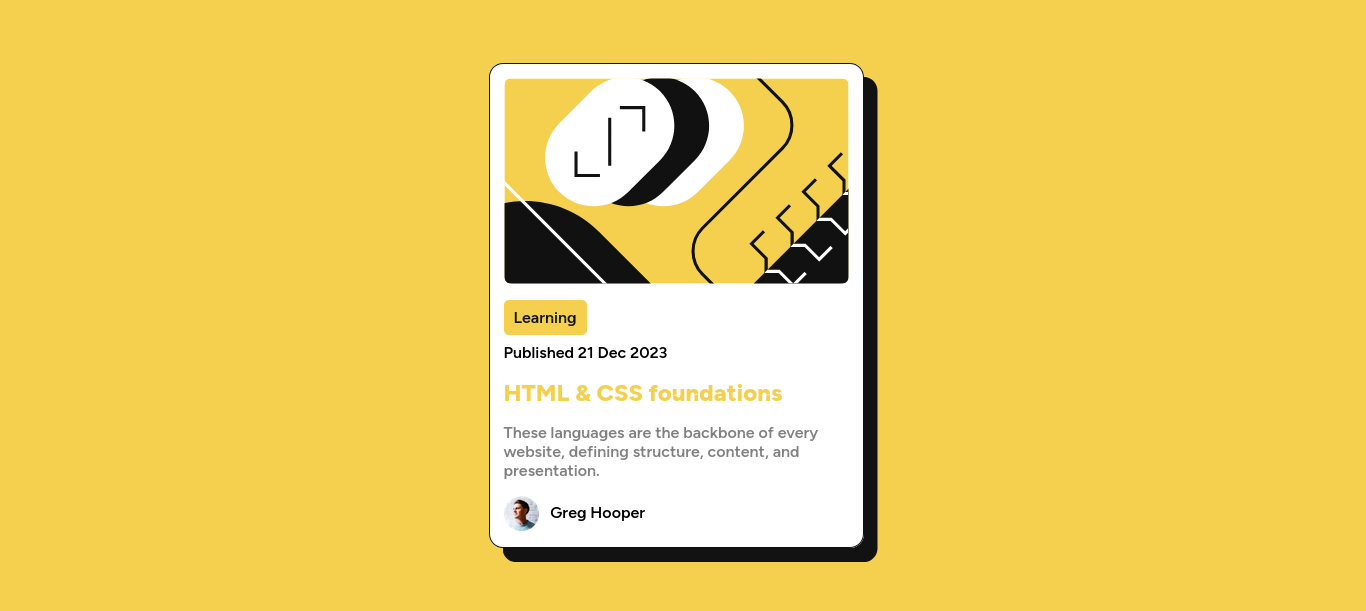 Learning
Published 21 Dec 2023
HTML & CSS foundations
These languages are the backbone of every
website, defining structure, content, and
presentation.
Greg Hooper